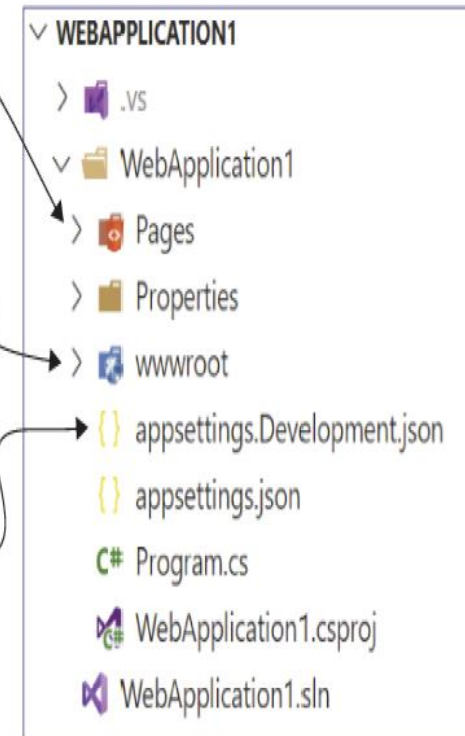 WEBAPPLICATION1
.vs
WebApplication1
Pages
Properties
wwwroot
{} appsettings.Development.json
{} appsettings.json
C# Program.cs
WebApplication1.csproj
WebApplication1.sln